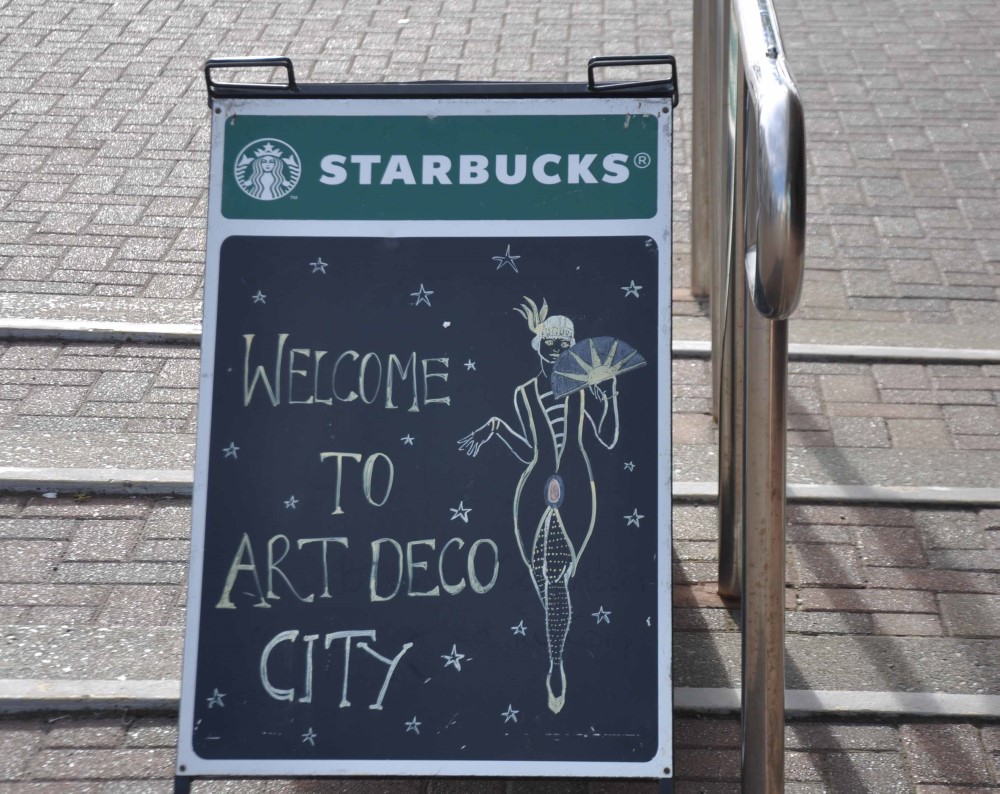 STARBUCKS®
WELCOME
TO
ART DECO
CITY